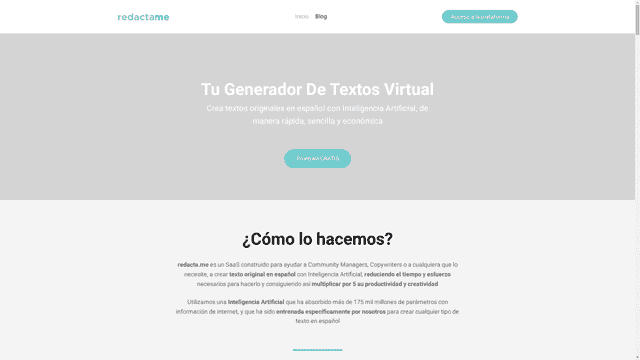 redactame
Inicio Blog
Acceso a la plataforma
Tu Generador De Textos Virtual
Crea textos originales en español con Inteligencia Artificial, de
manera rápida, sencilla y económica
¿Cómo lo hacemos?
redacta.me es un SaaS construido para ayudar a Community Managers, Copywriters o a cualquiera que lo
necesite, a crear texto original en español con Inteligencia Artificial, reduciendo el tiempo y esfuerzo
necesarios para hacerlo y consiguiendo así multiplicar por 5 su productividad y creatividad
Utilizamos una Inteligencia Artificial que ha absorbido más de 175 mil millones de parámetros con
información de internet, y que ha sido entrenada específicamente por nosotros para crear cualquier tipo de
texto en español